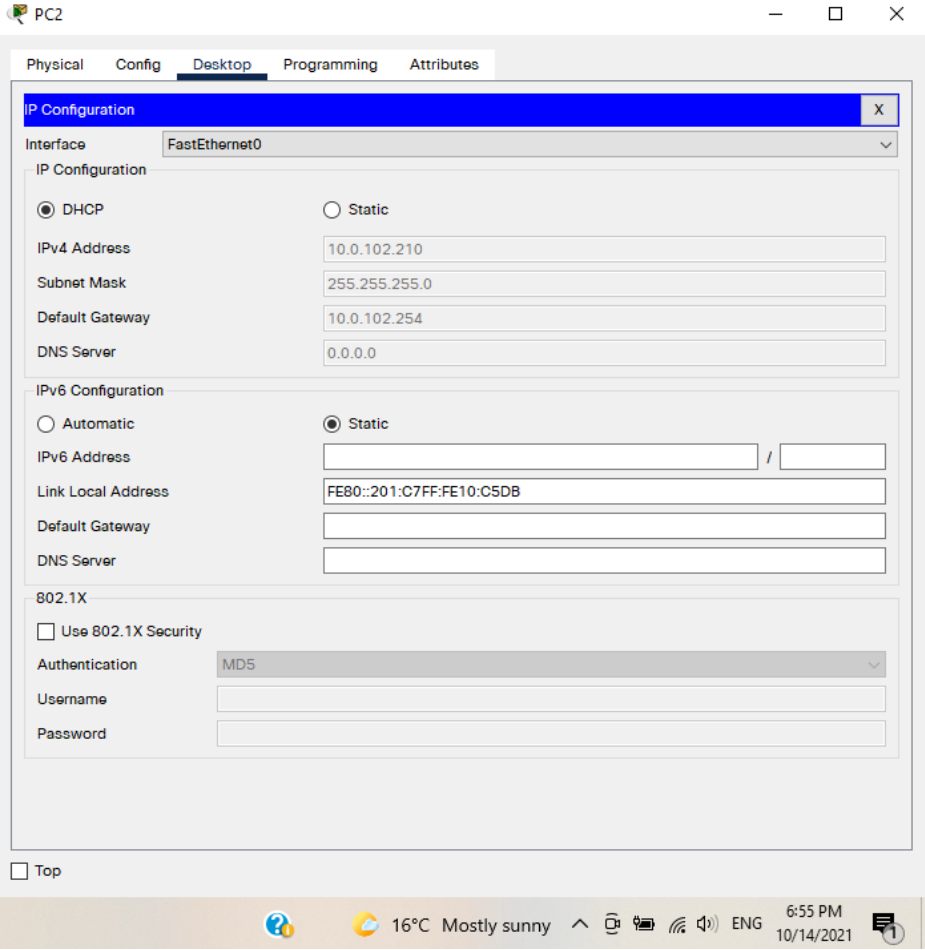 PC2
Physical Config Desktop Programming Attributes
IP Configuration X
Interface FastEthernet0
IP Configuration
DHCP Static
IPv4 Address 10.0.102.210
Subnet Mask 255.255.255.0
Default Gateway 10.0.102.254
DNS Server 0.0.0.0
IPv6 Configuration
Automatic Static
IPv6 Address /
Link Local Address FE80::201:C7FF:FE10:C5DB
Default Gateway
DNS Server
802.1X
Use 802.1X Security
Authentication MD5
Username
Password
Top
16°C Mostly sunny ENG 6:55 PM
10/14/2021 1